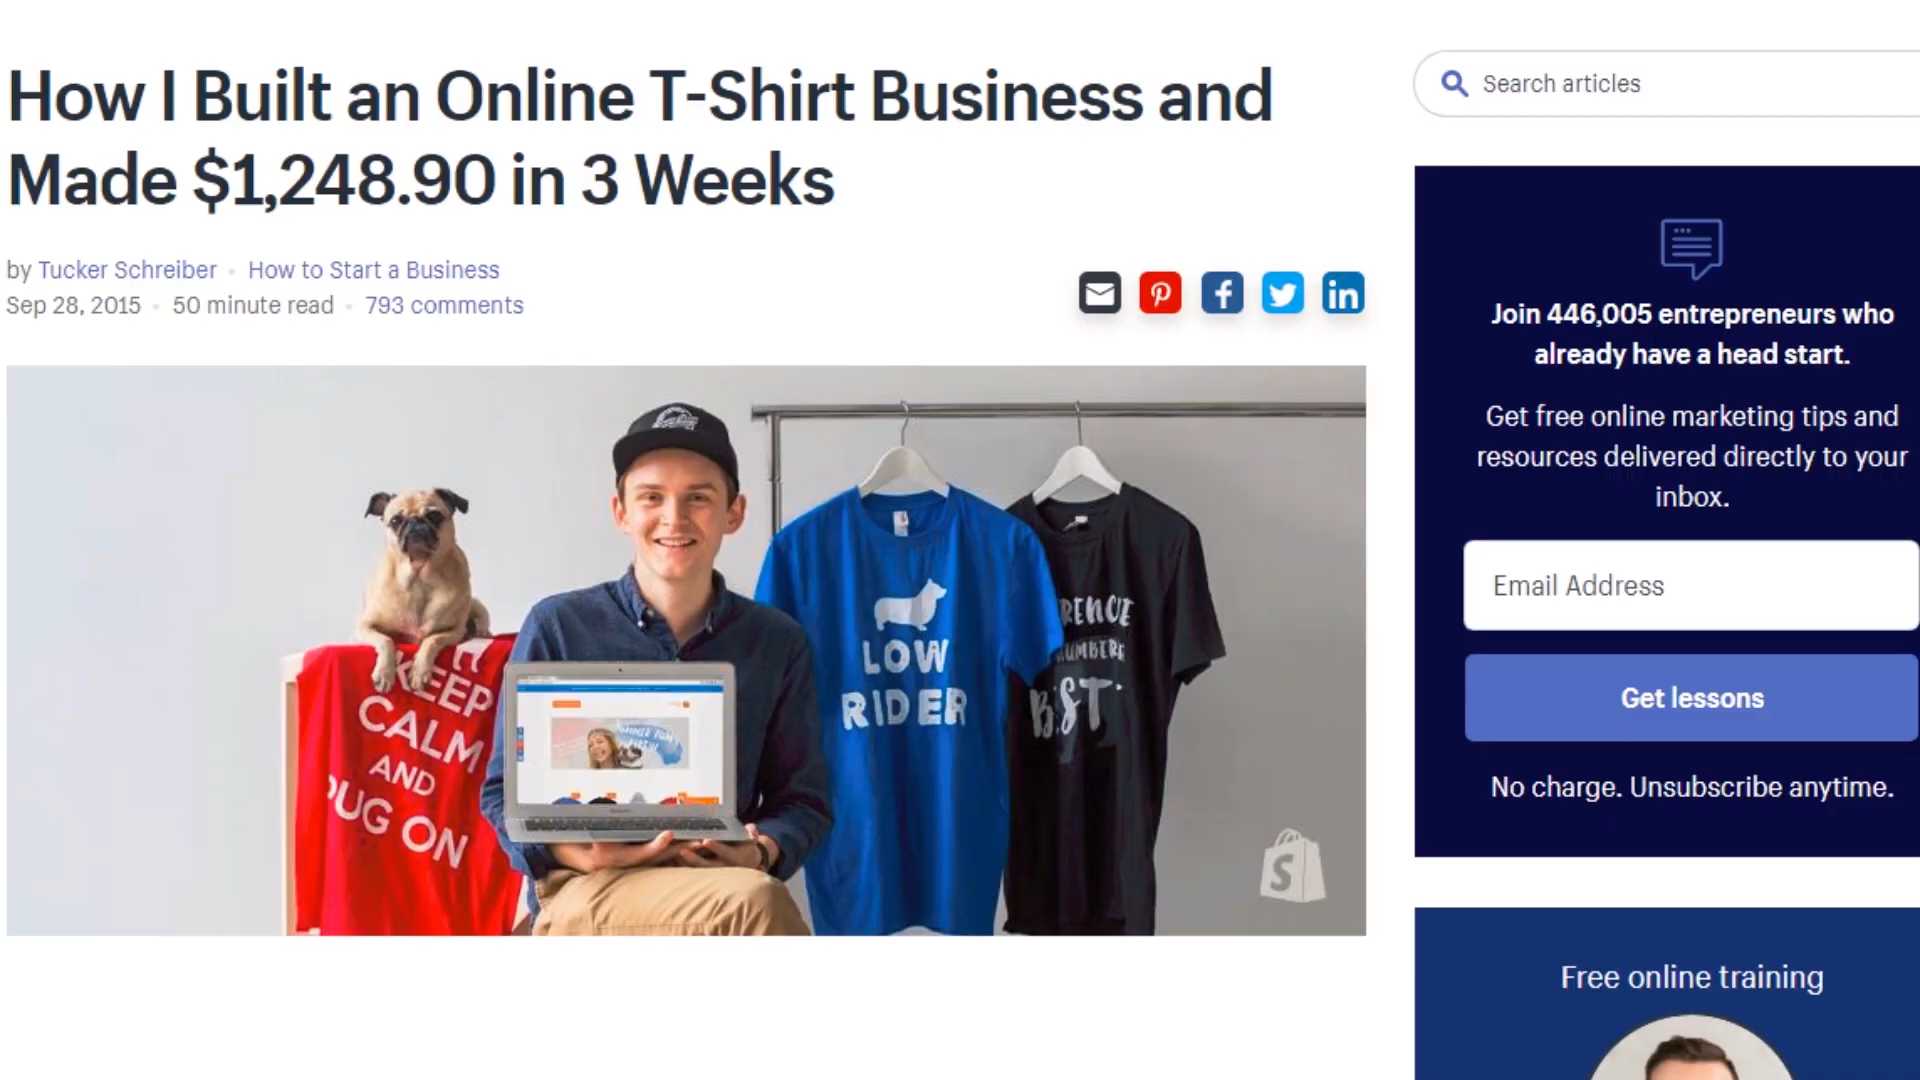 How I Built an Online T-Shirt Business and
Made $1,248.90 in 3 Weeks
by Tucker Schreiber • How to Start a Business
Sep 28, 2015 • 50 minute read • 793 comments
KEEP
CALM
AND
PUG ON
LOW
RIDER
Search articles
Join 446,005 entrepreneurs who
already have a head start.
Get free online marketing tips and
resources delivered directly to your
inbox.
Email Address
Get lessons
No charge. Unsubscribe anytime.
Free online training